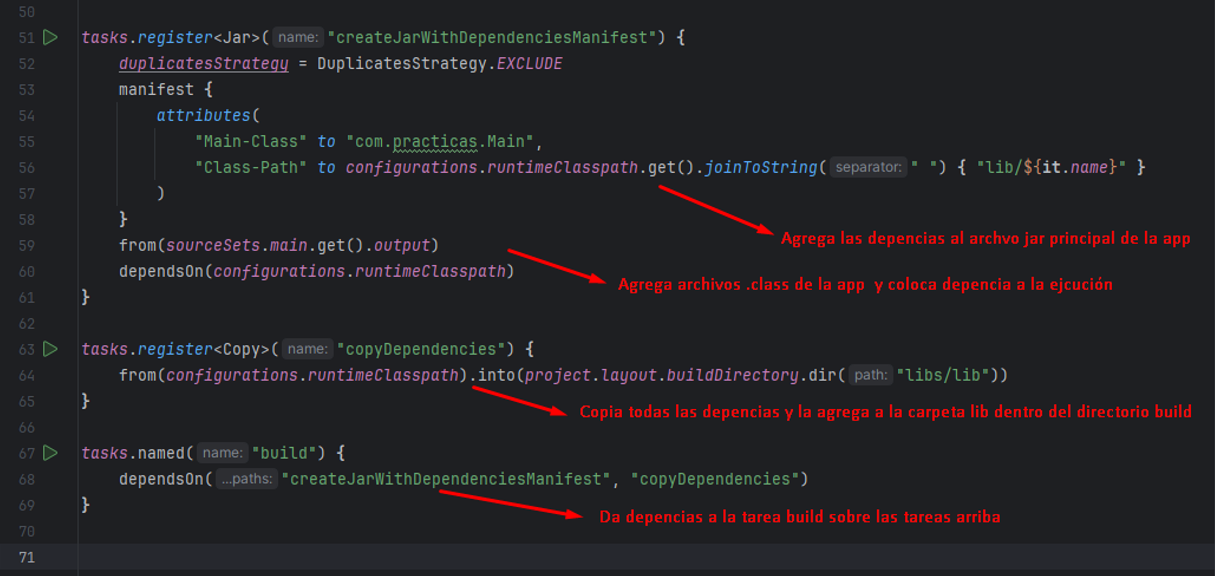 50
51 tasks.register<Jar>( name: "createJarWithDependenciesManifest") {
52 duplicatesStrategy = DuplicatesStrategy.EXCLUDE
53 manifest {
54 attributes(
55 "Main-Class" to "com.practicas.Main",
56 "Class-Path" to configurations.runtimeClasspath.get().joinToString( separator: " ") { "lib/${it.name}" }
57 )
58 }
Agrega las depencias al archvo jar principal de la app
59 from(sourceSets.main.get().output)
60 dependsOn(configurations.runtimeClasspath)
Agrega archivos .class de la app y coloca depencia a la ejcución
61 }
62
63 tasks.register<Copy>( name: "copyDependencies") {
64 from(configurations.runtimeClasspath).into(project.layout.buildDirectory.dir( path: "libs/lib"))
65 }
Copia todas las depencias y la agrega a la carpeta lib dentro del directorio build
66
67 tasks.named( name: "build") {
68 dependsOn( ...paths: "createJarWithDependenciesManifest", "copyDependencies")
69 }
Da depencias a la tarea build sobre las tareas arriba
70
71